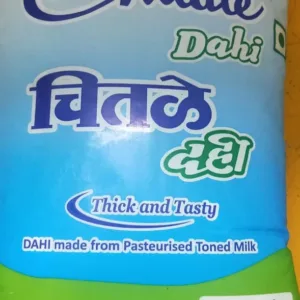 Dahi
चितळे
दही
Thick and Tasty
DAHI made from Pasteurised Toned Milk